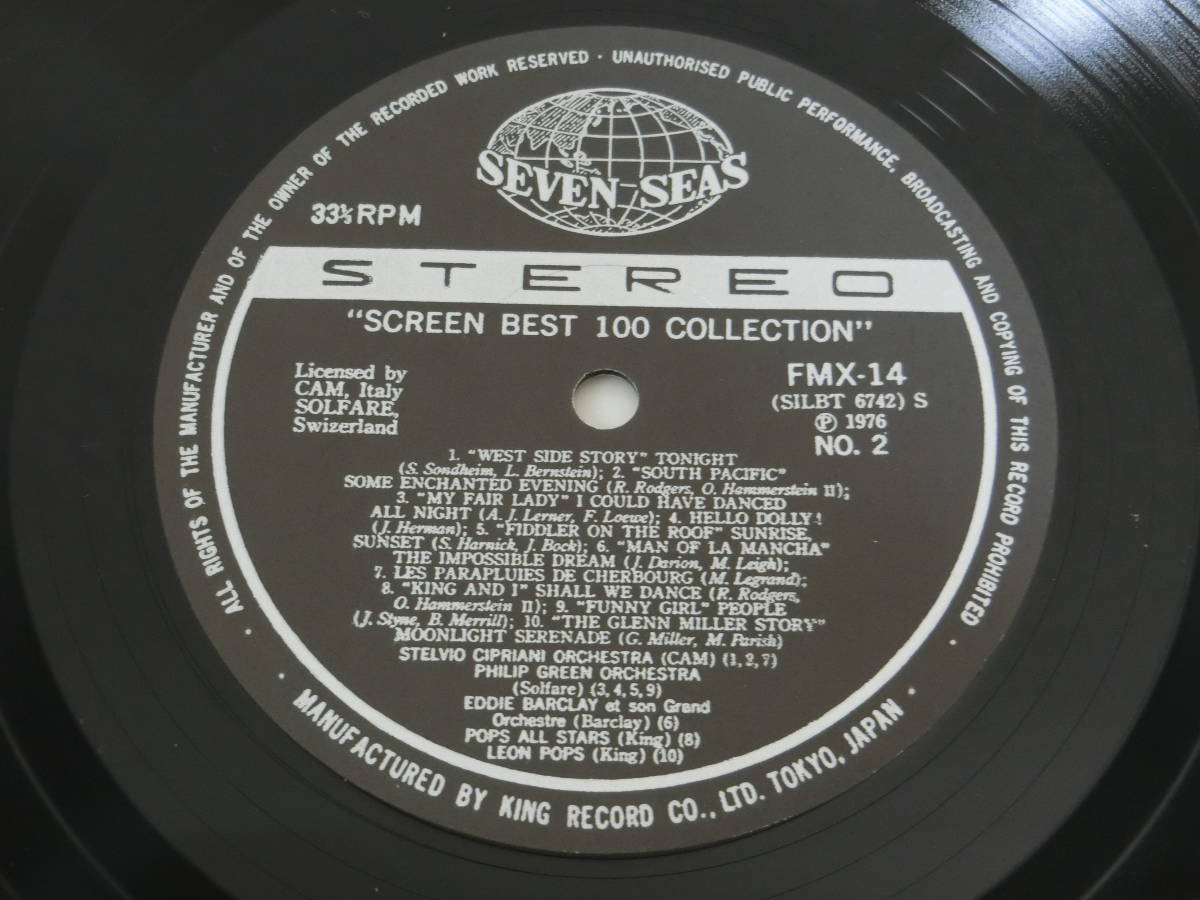 ALL RIGHTS OF THE MANUFACTURER AND OF THE OWNER OF THE RECORDED WORK RESERVED · UNAUTHORISED PUBLIC PERFORMANCE, BROADCASTING AND COPYING OF THIS RECORD PROHIBITED
SEVEN SEAS
33⅓ RPM
STEREO
"SCREEN BEST 100 COLLECTION"
Licensed by
CAM, Italy
SOLFARE,
Swizerland
FMX-14
(SILBT 6742) S
Ⓟ 1976
NO. 2
1. "WEST SIDE STORY" TONIGHT
(S. Sondheim, L. Bernstein); 2. "SOUTH PACIFIC"
SOME ENCHANTED EVENING (R. Rodgers, O. Hammerstein II);
3. "MY FAIR LADY" I COULD HAVE DANCED
ALL NIGHT (A. J. Lerner, F. Loewe); 4. HELLO DOLLY!
(J. Herman); 5. "FIDDLER ON THE ROOF" SUNRISE,
SUNSET (S. Harnick, J. Bock); 6. "MAN OF LA MANCHA"
THE IMPOSSIBLE DREAM (J. Darion, M. Leigh);
7. LES PARAPLUIES DE CHERBOURG (M. Legrand);
8. "KING AND I" SHALL WE DANCE (R. Rodgers,
O. Hammerstein II); 9. "FUNNY GIRL" PEOPLE
(J. Styne, B. Merrill); 10. "THE GLENN MILLER STORY"
MOONLIGHT SERENADE (G. Miller, M. Parish)
STELVIO CIPRIANI ORCHESTRA (CAM) (1, 2, 7)
PHILIP GREEN ORCHESTRA
(Solfare) (3, 4, 5, 9)
EDDIE BARCLAY et son Grand
Orchestre (Barclay) (6)
POPS ALL STARS (King) (8)
LEON POPS (King) (10)
MANUFACTURED BY KING RECORD CO., LTD. TOKYO, JAPAN